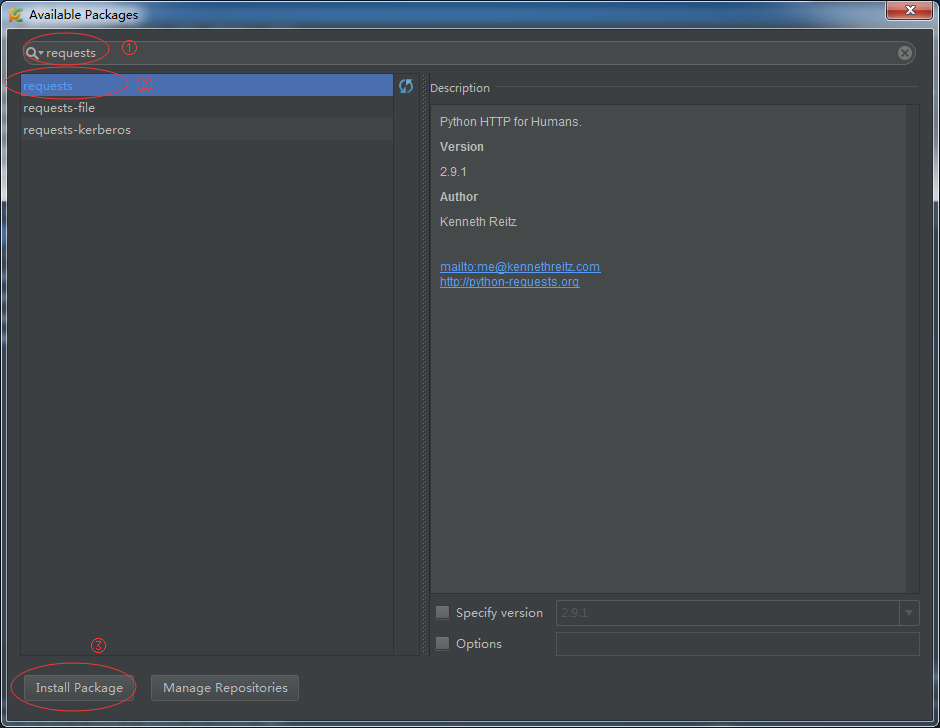 Available Packages
requests ①
requests ②
requests-file
requests-kerberos
Description
Python HTTP for Humans.
Version
2.9.1
Author
Kenneth Reitz
mailto:me@kennethreitz.com
http://python-requests.org
Specify version 2.9.1
Options
③
Install Package Manage Repositories